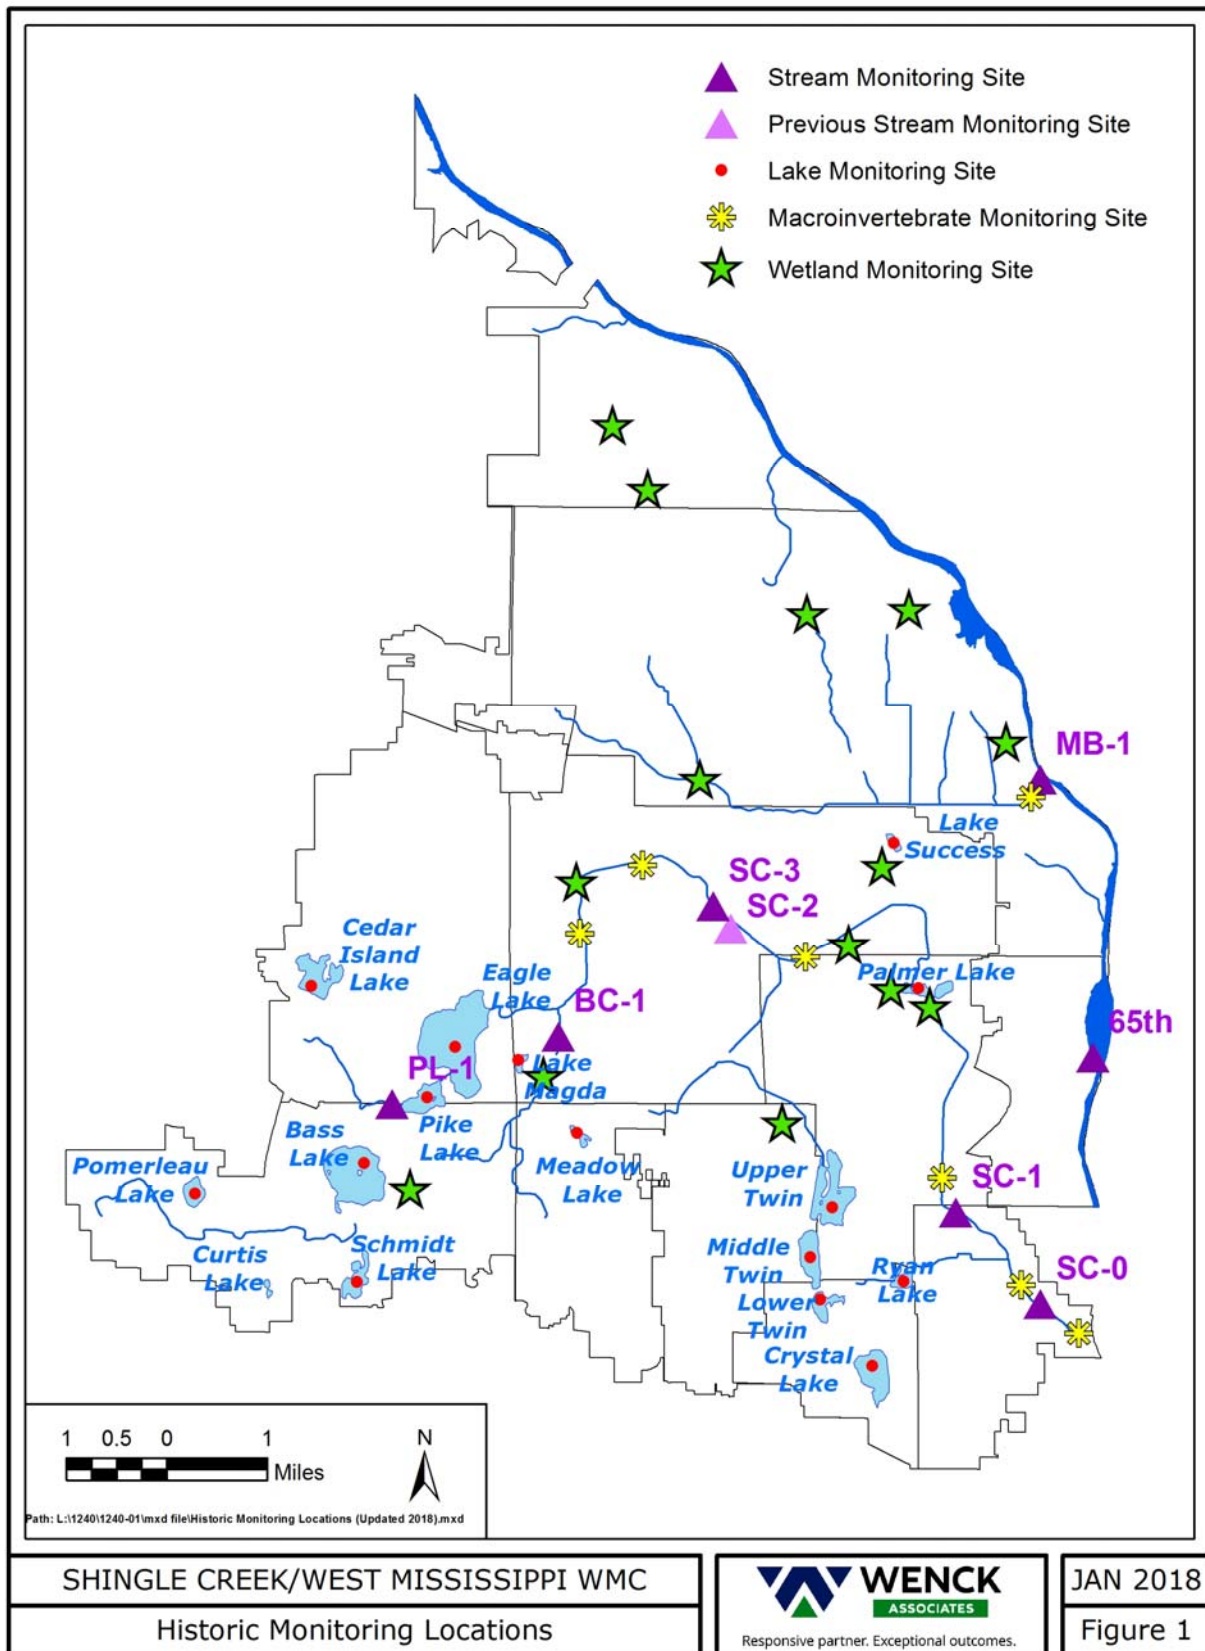 Stream Monitoring Site
Previous Stream Monitoring Site
Lake Monitoring Site
Macroinvertebrate Monitoring Site
Wetland Monitoring Site
MB-1
Lake
Success
SC-3
SC-2
Cedar
Island
Lake
Eagle
Lake
Palmer Lake
BC-1
65th
PL-1
Lake
Magda
Pike
Lake
Bass
Lake
Pomerleau
Lake
Meadow
Lake
Upper
Twin
SC-1
Curtis
Lake
Schmidt
Lake
Middle
Twin
Ryan
Lake
SC-0
Lower
Twin
Crystal
Lake
1 0.5 0 1
Miles
N
Path: L:\1240\1240-01\mxd file\Historic Monitoring Locations (Updated 2018).mxd
SHINGLE CREEK/WEST MISSISSIPPI WMC
Historic Monitoring Locations
WENCK
ASSOCIATES
Responsive partner. Exceptional outcomes.
JAN 2018
Figure 1